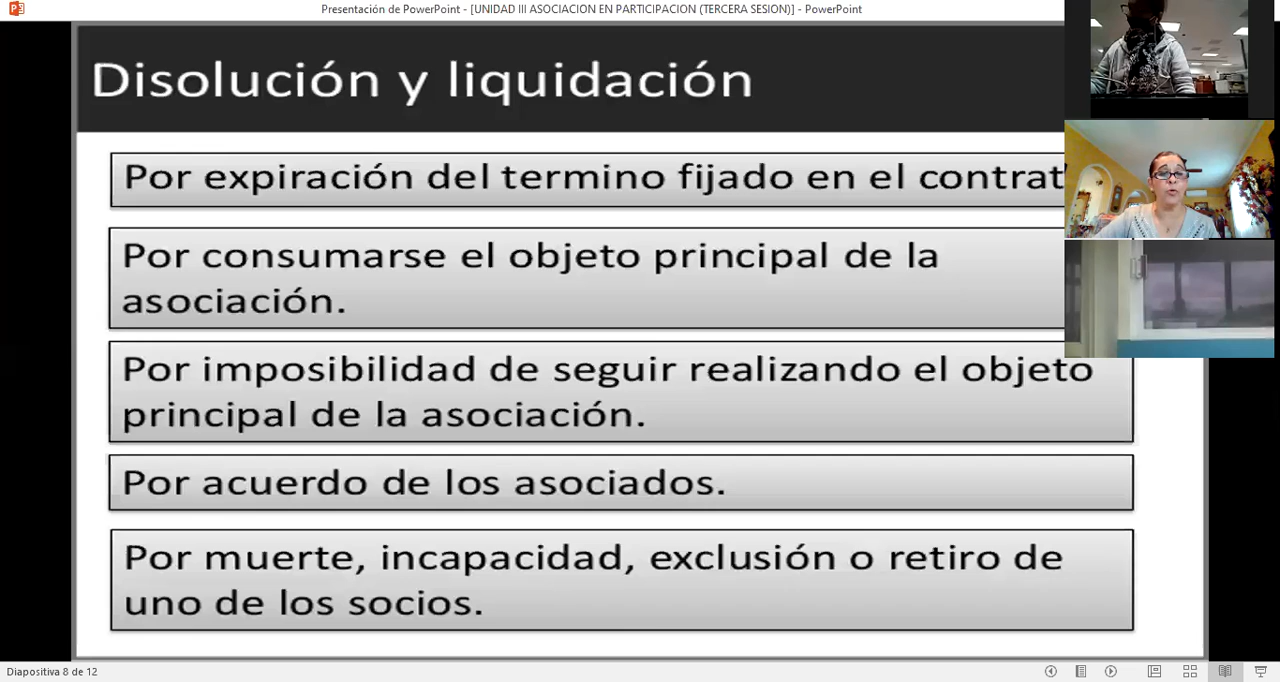 Presentación de PowerPoint - [UNIDAD III ASOCIACION EN PARTICIPACION (TERCERA SESION)] - PowerPoint
Disolución y liquidación
Por expiración del termino fijado en el
Por consumarse el objeto principal de la
asociación.
Por imposibilidad de seguir realizando el objeto
principal de la asociación.
Por acuerdo de los asociados.
Por muerte, incapacidad, exclusión o retiro de
uno de los socios.
Diapositiva 8 de 12